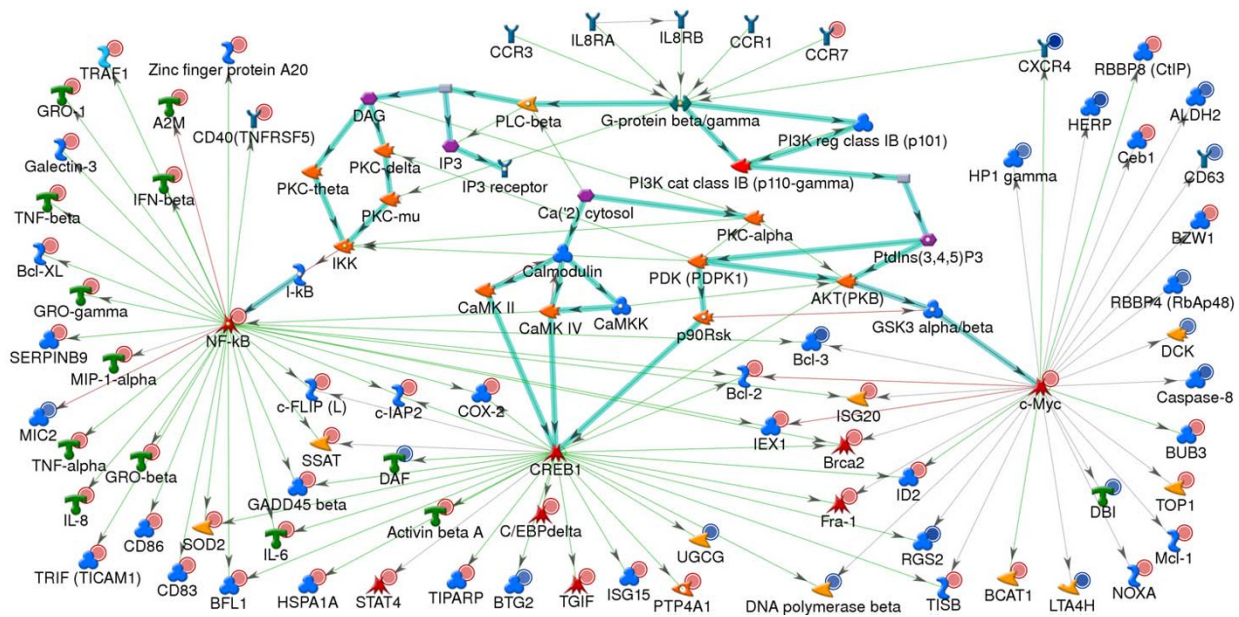 CCR3
IL8RA
IL8RB
CCR1
CCR7
CXCR4
TRAF1
Zinc finger protein A20
RBBP8 (CtIP)
GRO-1
A2M
CD40(TNFRSF5)
DAG
PLC-beta
G-protein beta/gamma
HERP
ALDH2
Galectin-3
IFN-beta
PKC-delta
IP3
PI3K reg class IB (p101)
Ceb1
PKC-theta
IP3 receptor
PI3K cat class IB (p110-gamma)
HP1 gamma
CD63
TNF-beta
PKC-mu
Ca('2) cytosol
PKC-alpha
BZW1
Bcl-XL
IKK
I-kB
Calmodulin
PDK (PDPK1)
PtdIns(3,4,5)P3
GRO-gamma
CaMK II
CaMK IV
CaMKK
AKT(PKB)
RBBP4 (RbAp48)
NF-kB
p90Rsk
GSK3 alpha/beta
SERPINB9
MIP-1-alpha
Bcl-3
DCK
MIC2
c-FLIP (L)
c-IAP2
COX-2
Bcl-2
ISG20
c-Myc
Caspase-8
TNF-alpha
GRO-beta
SSAT
DAF
CREB1
IEX1
Brca2
BUB3
IL-8
CD86
SOD2
GADD45 beta
IL-6
Activin beta A
C/EBPdelta
UGCG
Fra-1
ID2
DBI
TOP1
TRIF (TICAM1)
CD83
BFL1
HSPA1A
STAT4
TIPARP
BTG2
TGIF
ISG15
PTP4A1
DNA polymerase beta
RGS2
TISB
BCAT1
LTA4H
NOXA
Mcl-1